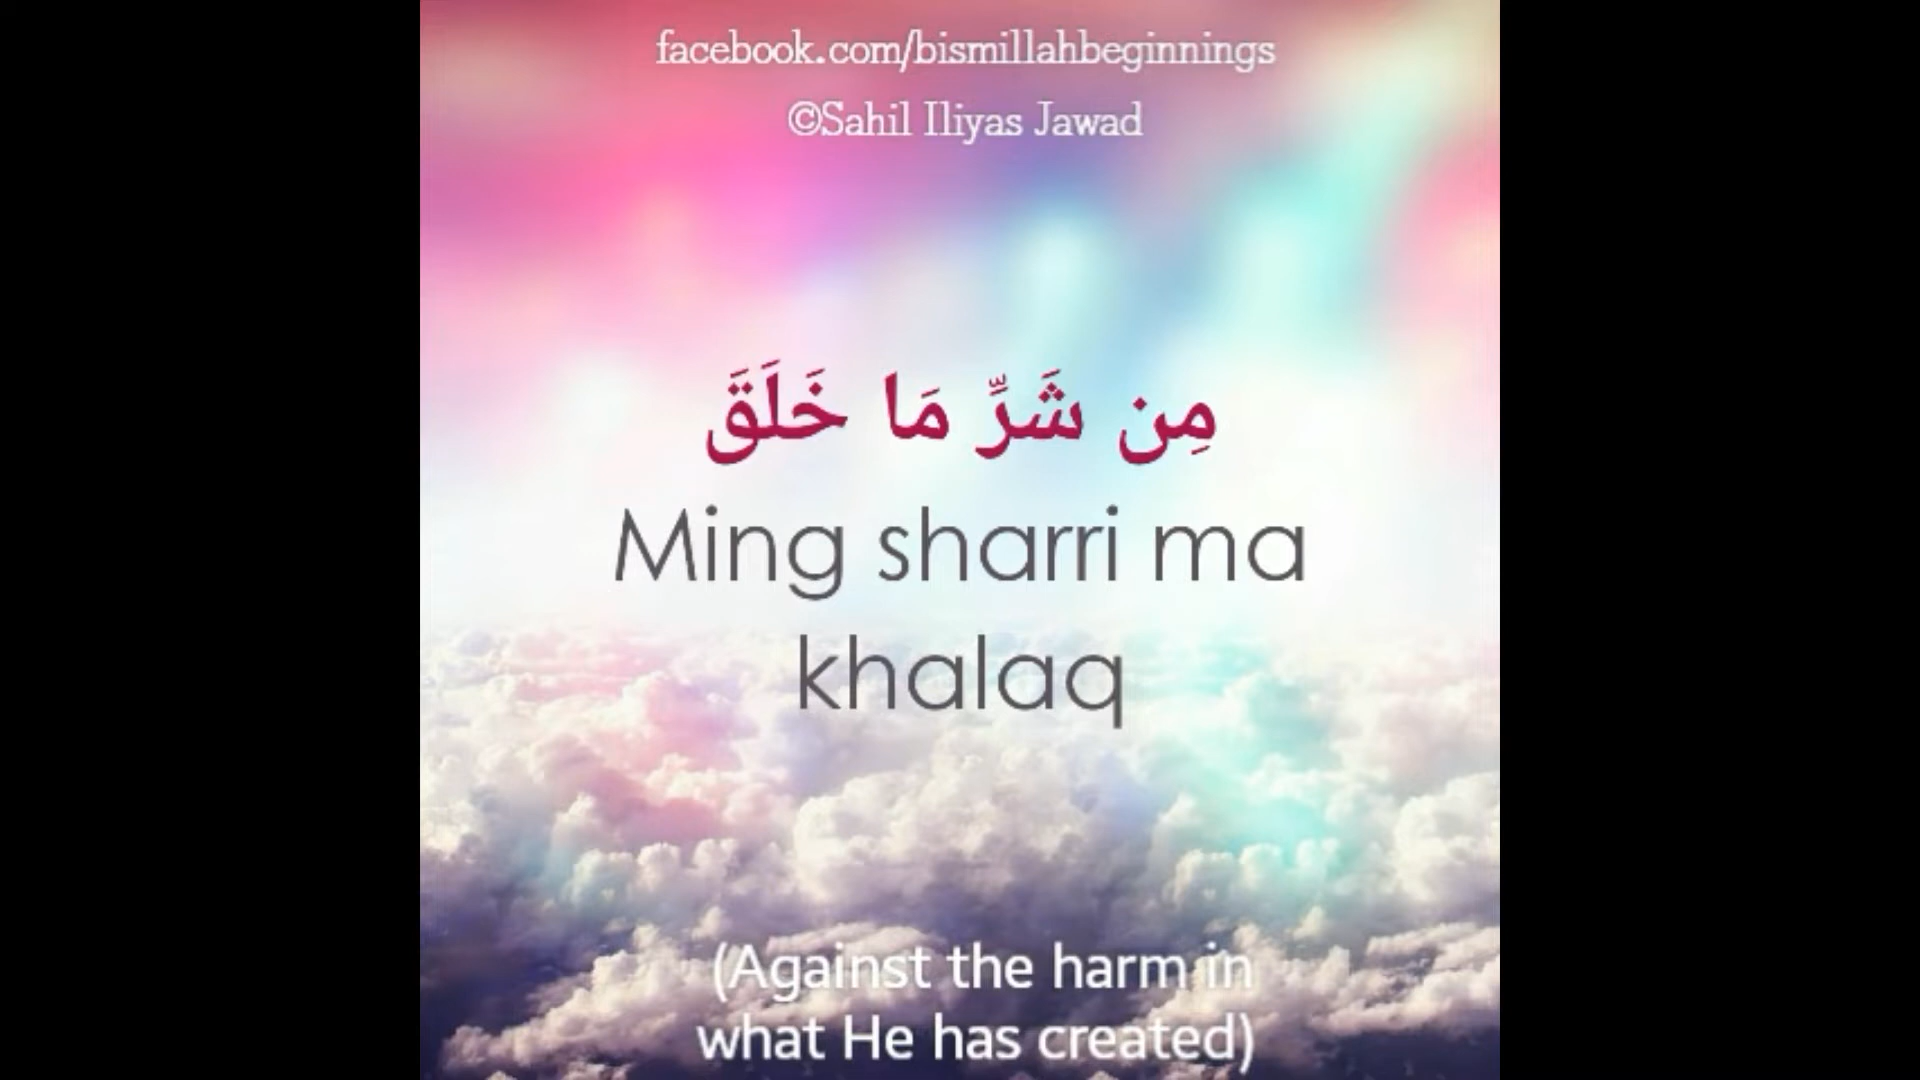 facebook.com/bismillahbeginnings
©Sahil Iliyas Jawad
مِن شَرِّ مَا خَلَقَ
Ming sharri ma
khalaq
(Against the harm in
what He has created)